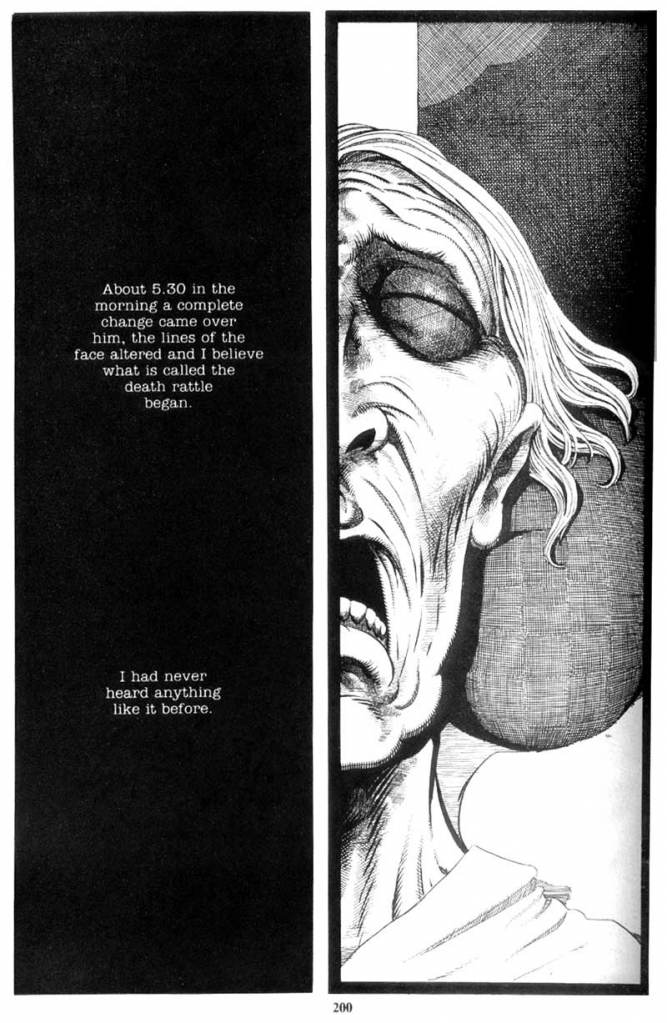 About 5.30 in the
morning a complete
change came over
him, the lines of the
face altered and I believe
what is called the
death rattle
began.
I had never
heard anything
like it before.
200